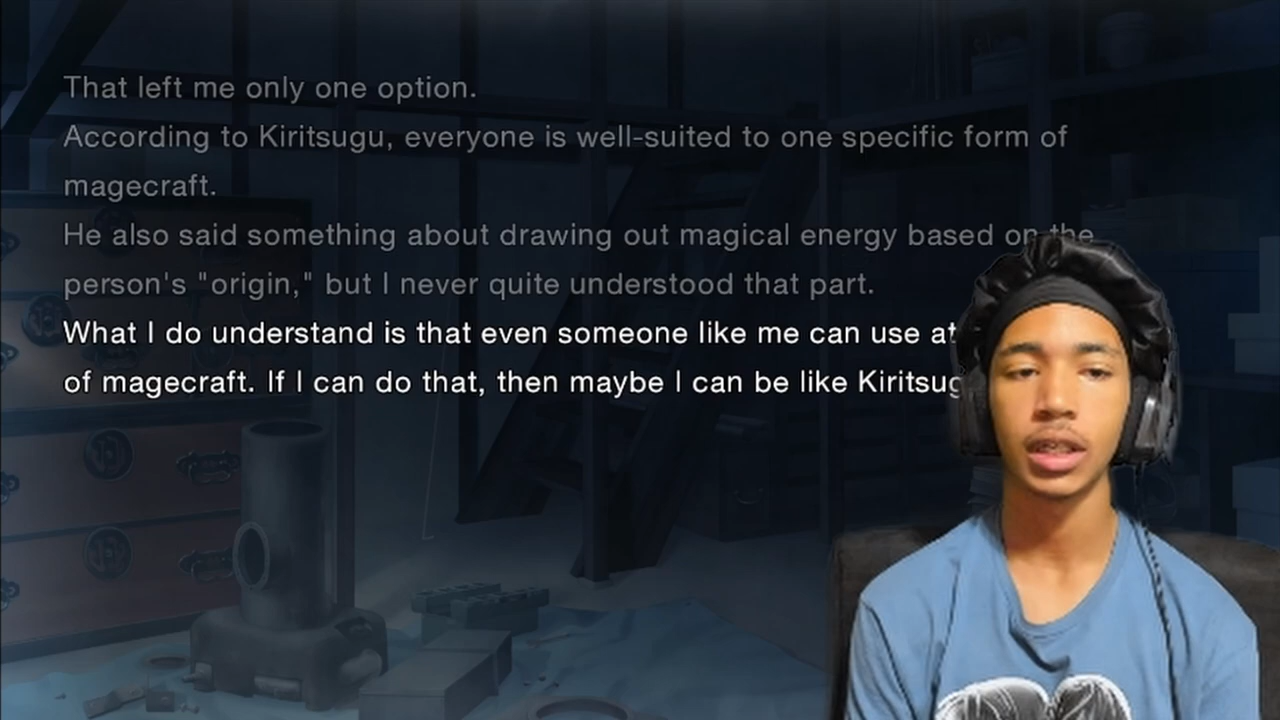 That left me only one option.
According to Kiritsugu, everyone is well-suited to one specific form of
magecraft.
He also said something about drawing out magical energy based on the
person's "origin," but I never quite understood that part.
What I do understand is that even someone like me can use at
of magecraft. If I can do that, then maybe I can be like Kiritsug